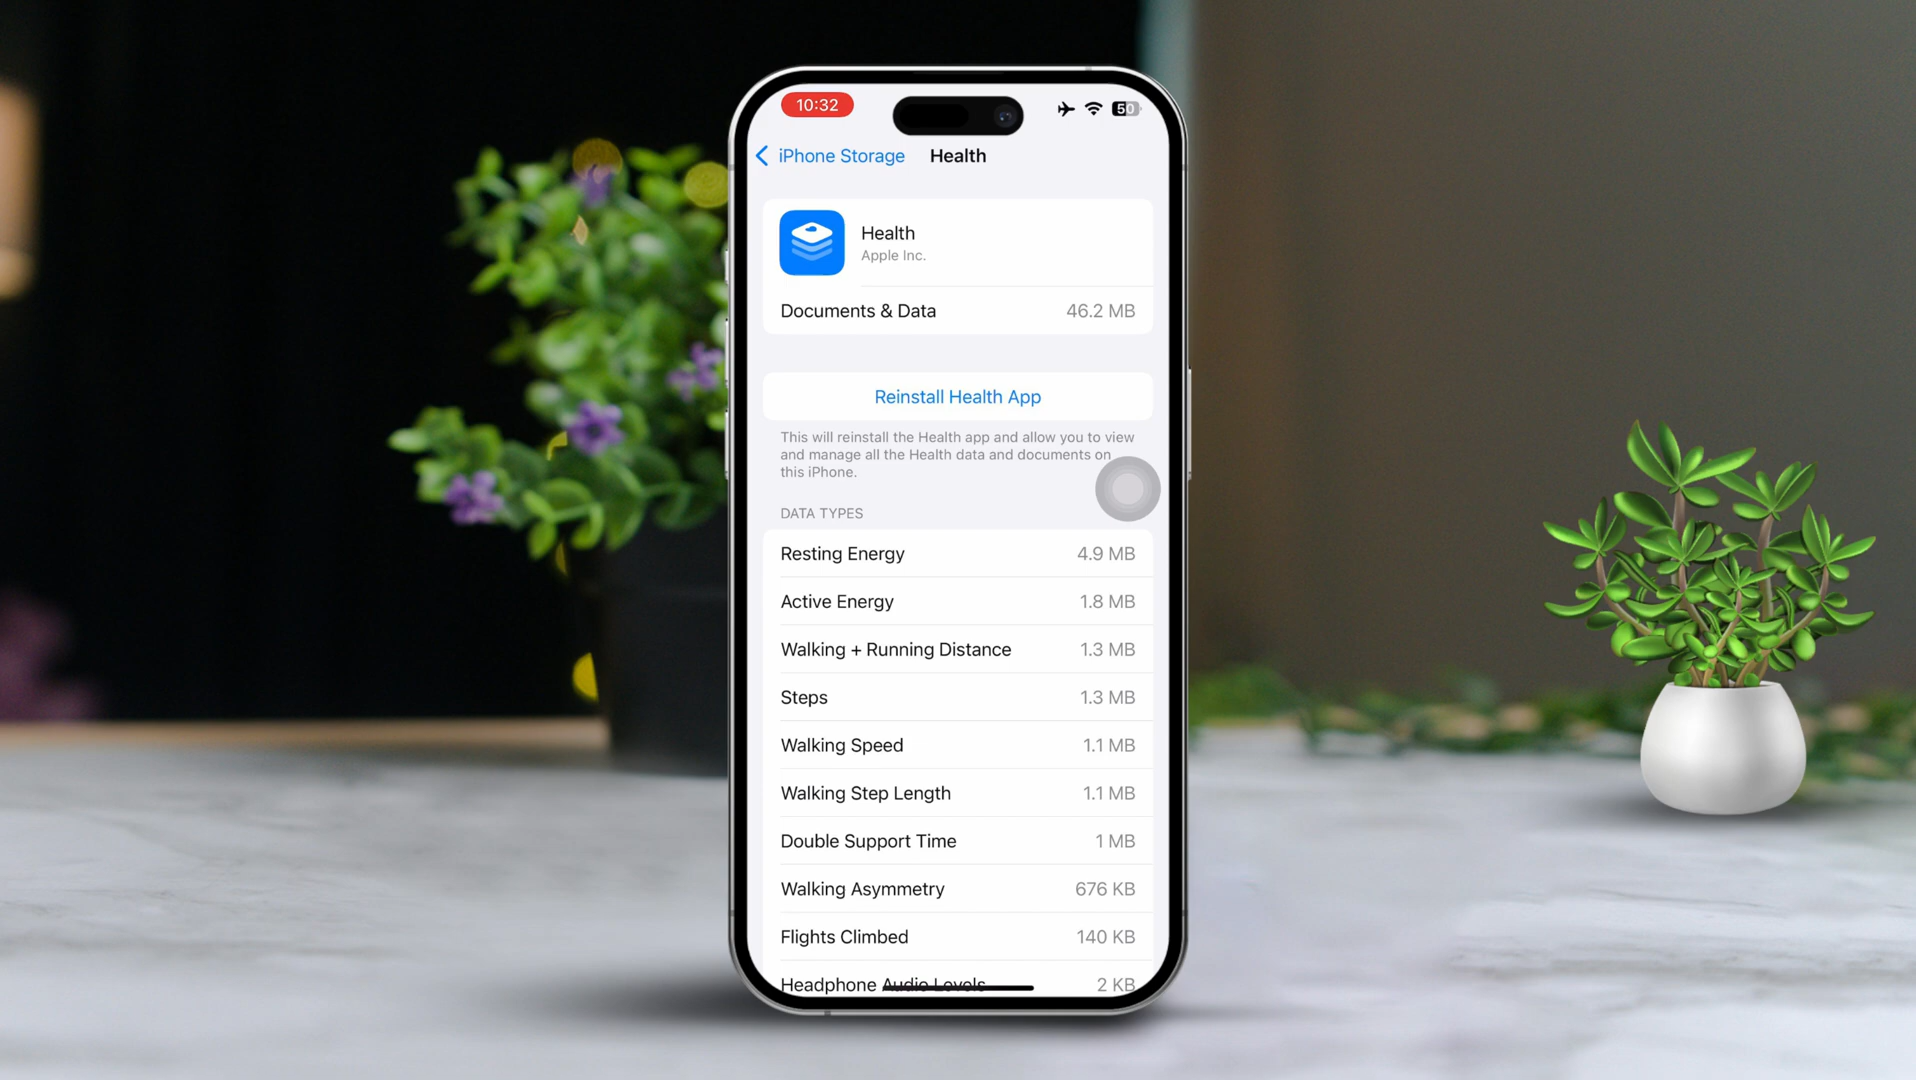 10:32
50
iPhone Storage
Health
Health
Apple Inc.
Documents & Data
46.2 MB
Reinstall Health App
This will reinstall the Health app and allow you to view
and manage all the Health data and documents on
this iPhone.
DATA TYPES
Resting Energy
4.9 MB
Active Energy
1.8 MB
Walking + Running Distance
1.3 MB
Steps
1.3 MB
Walking Speed
1.1 MB
Walking Step Length
1.1 MB
Double Support Time
1 MB
Walking Asymmetry
676 KB
Flights Climbed
140 KB
Headphone Audio Levels
2 KB